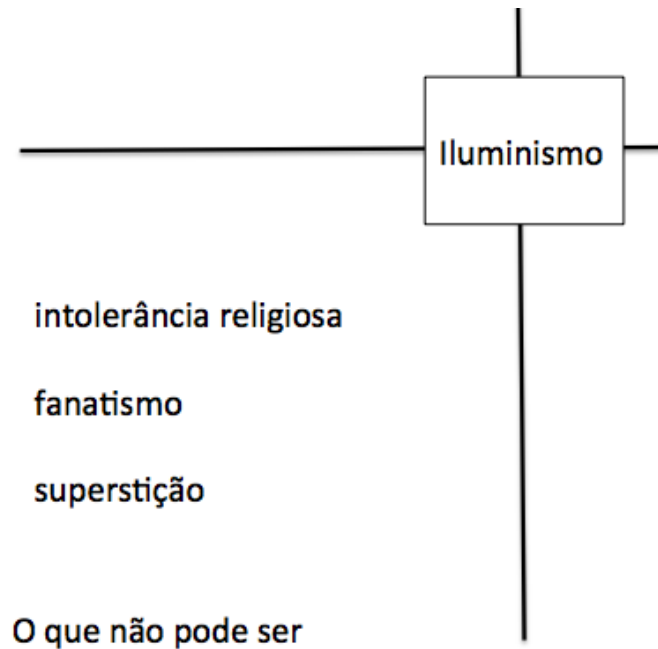 Iluminismo
intolerância religiosa
fanatismo
superstição
O que não pode ser